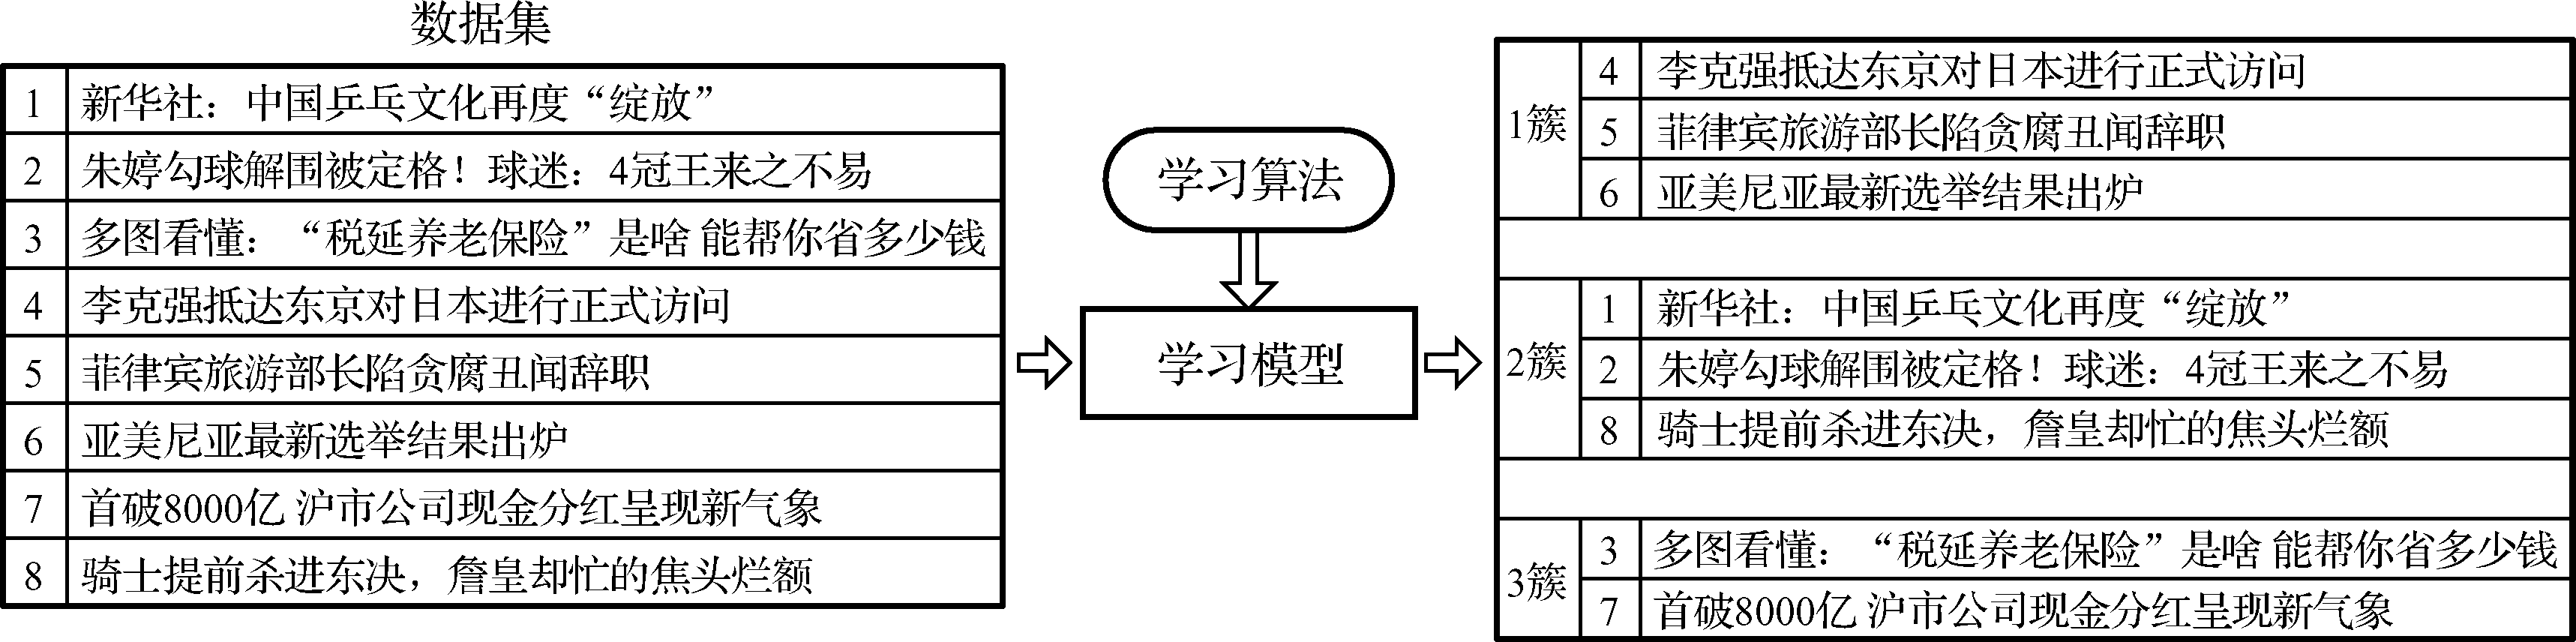 数据集
1 新华社：中国乒乓文化再度“绽放”
2 朱婷勾球解围被定格！球迷：4冠王来之不易
3 多图看懂：“税延养老保险”是啥 能帮你省多少钱
4 李克强抵达东京对日本进行正式访问
5 菲律宾旅游部长陷贪腐丑闻辞职
6 亚美尼亚最新选举结果出炉
7 首破8000亿 沪市公司现金分红呈现新气象
8 骑士提前杀进东决，詹皇却忙的焦头烂额
学习算法
学习模型
1簇
4 李克强抵达东京对日本进行正式访问
5 菲律宾旅游部长陷贪腐丑闻辞职
6 亚美尼亚最新选举结果出炉
2簇
1 新华社：中国乒乓文化再度“绽放”
2 朱婷勾球解围被定格！球迷：4冠王来之不易
8 骑士提前杀进东决，詹皇却忙的焦头烂额
3簇
3 多图看懂：“税延养老保险”是啥 能帮你省多少钱
7 首破8000亿 沪市公司现金分红呈现新气象